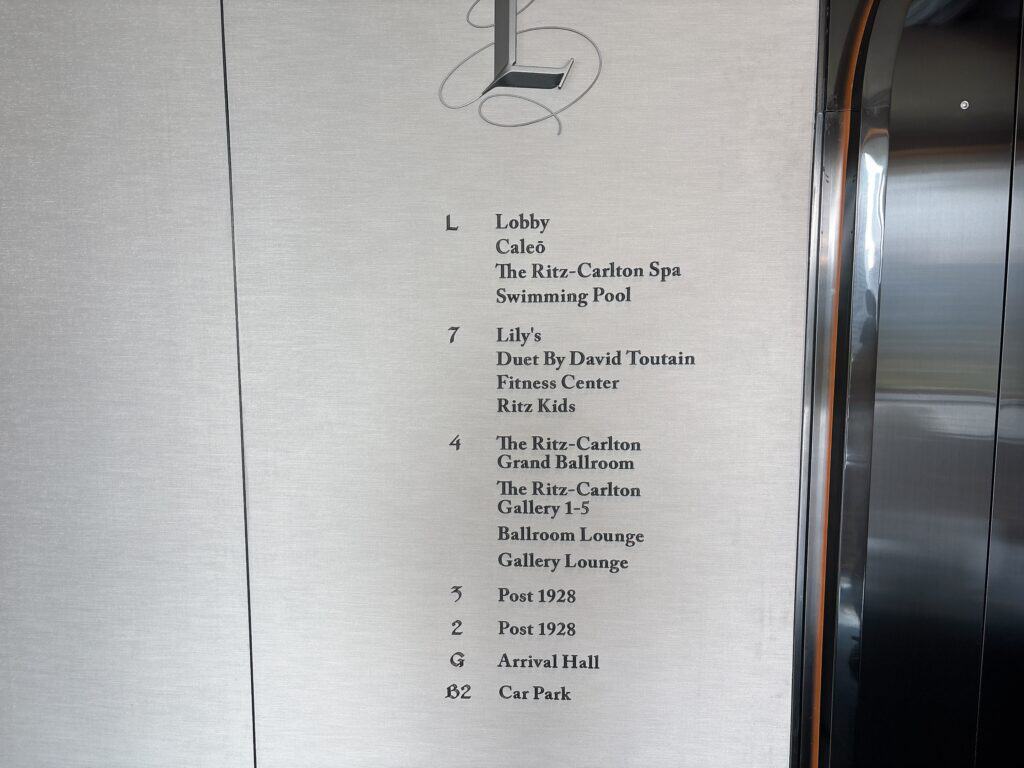 L
L Lobby
Caleō
The Ritz-Carlton Spa
Swimming Pool
7 Lily's
Duet By David Toutain
Fitness Center
Ritz Kids
4 The Ritz-Carlton
Grand Ballroom
The Ritz-Carlton
Gallery 1-5
Ballroom Lounge
Gallery Lounge
3 Post 1928
2 Post 1928
G Arrival Hall
B2 Car Park